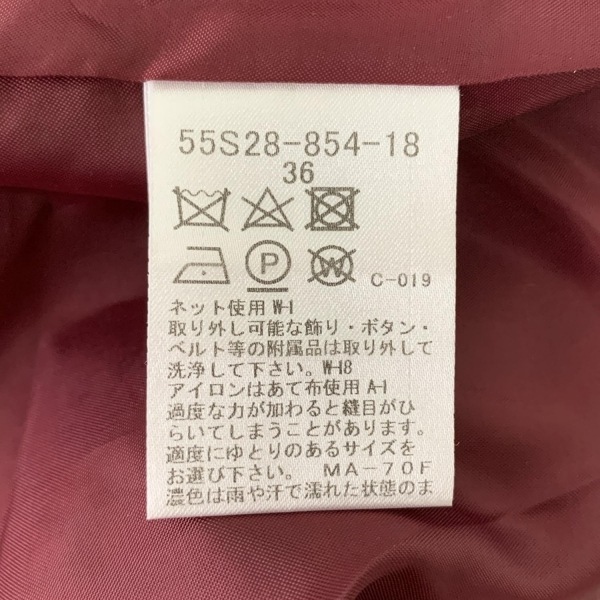 55S28-854-18
36
P W C-019
ネット使用 W-1
取り外し可能な飾り・ボタン・
ベルト等の附属品は取り外して
洗浄して下さい。W-18
アイロンはあて布使用 A-1
過度な力が加わると縫目がひ
らいてしまうことがあります。
適度にゆとりのあるサイズを
お選び下さい。 MA-70F
濃色は雨や汗で濡れた状態のま